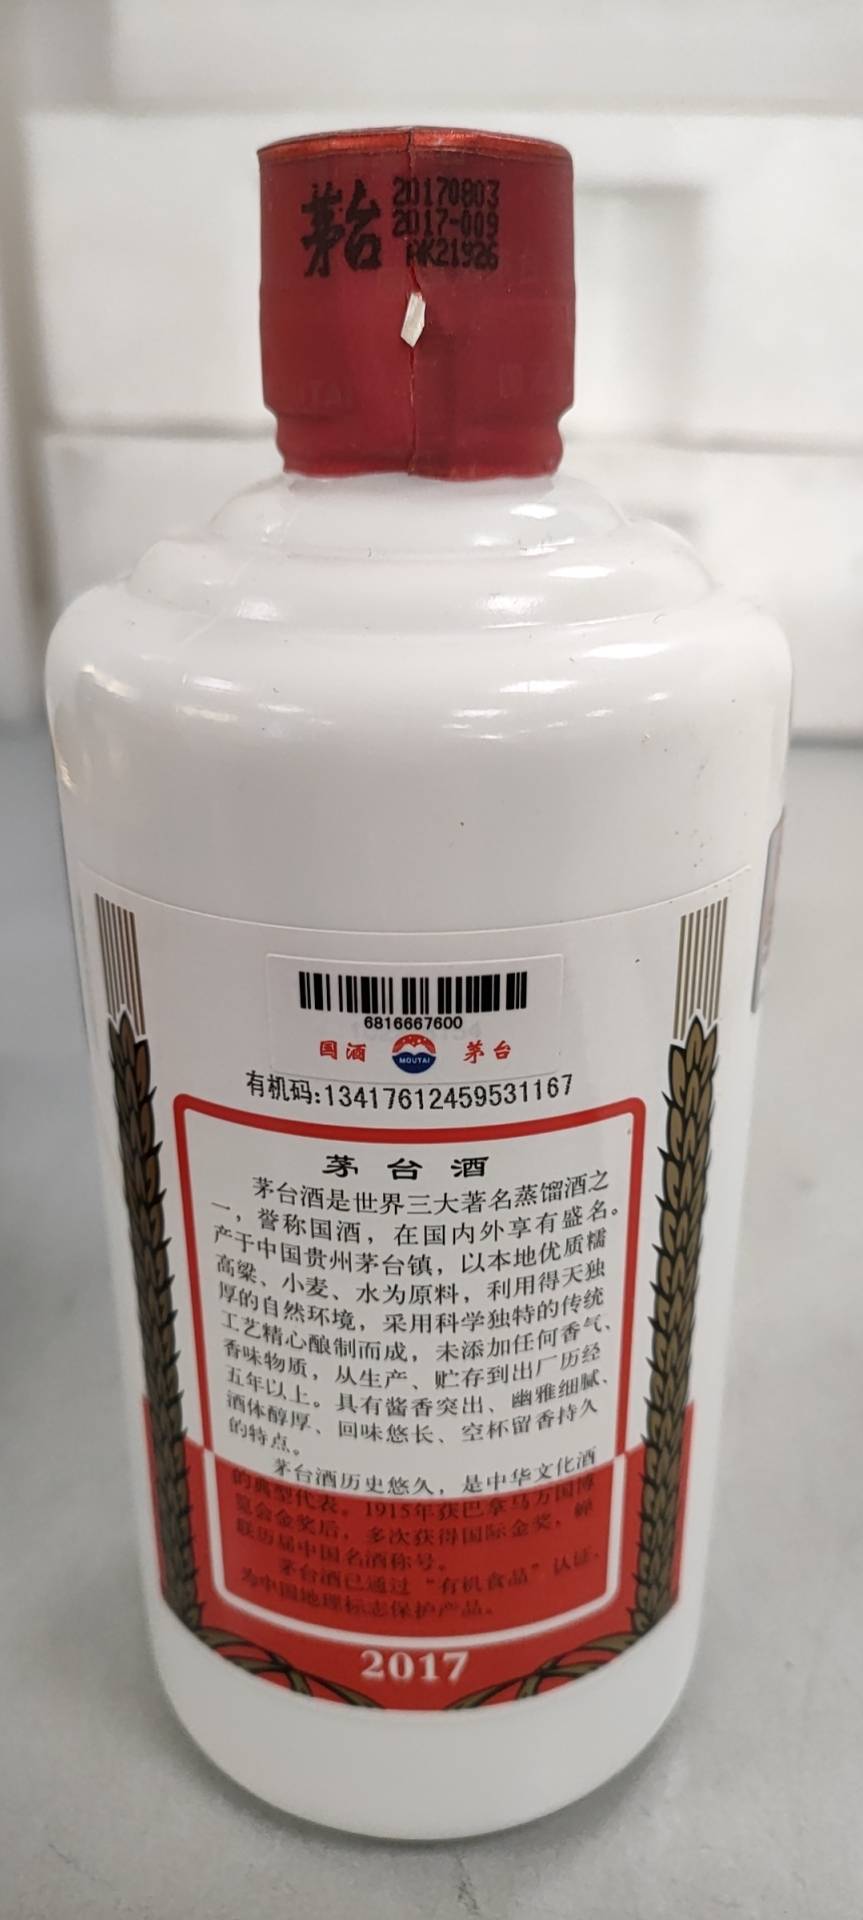 茅台
20170803
2017-009
AK21926
6816667600
国酒 MOUTAI 茅台
有机码:13417612459531167
茅台酒
茅台酒是世界三大著名蒸馏酒之
一，誉称国酒，在国内外享有盛名。
产于中国贵州茅台镇，以本地优质糯
高粱、小麦、水为原料，利用得天独
厚的自然环境，采用科学独特的传统
工艺精心酿制而成，未添加任何香气、
香味物质，从生产、贮存到出厂历经
五年以上。具有酱香突出、幽雅细腻、
酒体醇厚、回味悠长、空杯留香持久
的特点。
茅台酒历史悠久，是中华文化酒
的典型代表。1915年获巴拿马万国博
览会金奖后，多次获得国际金奖，蝉
联历届中国名酒称号。
茅台酒已通过“有机食品”认证、
为中国地理标志保护产品。
2017